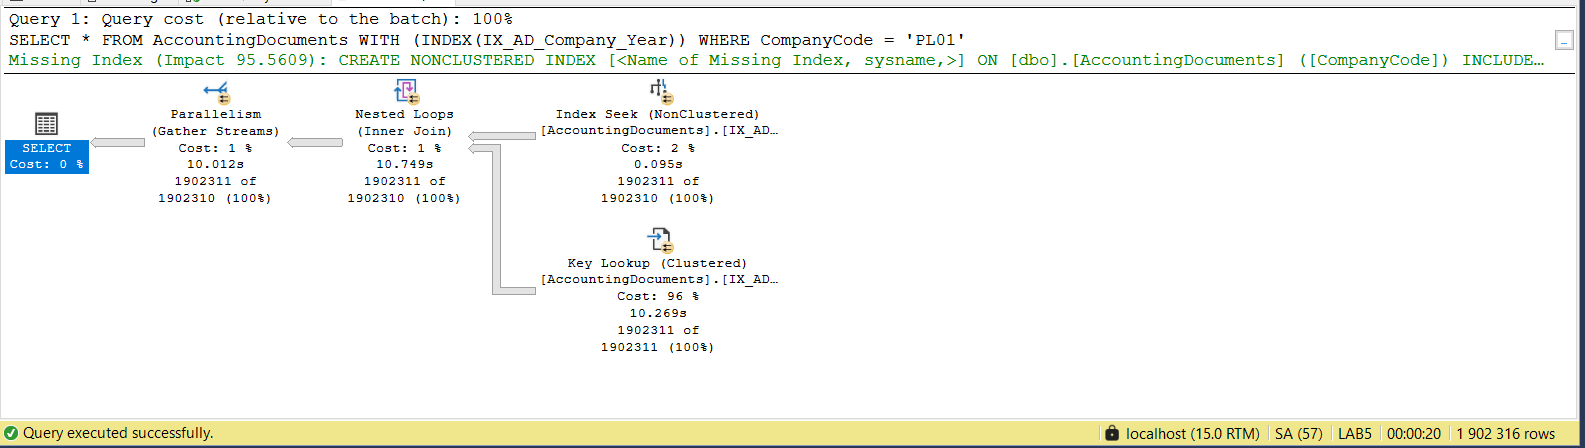 Query 1: Query cost (relative to the batch): 100%
SELECT * FROM AccountingDocuments WITH (INDEX(IX_AD_Company_Year)) WHERE CompanyCode = 'PL01'
Missing Index (Impact 95.5609): CREATE NONCLUSTERED INDEX [<Name of Missing Index, sysname,>] ON [dbo].[AccountingDocuments] ([CompanyCode]) INCLUDE…
SELECT
Cost: 0 %
Parallelism
(Gather Streams)
Cost: 1 %
10.012s
1902311 of
1902310 (100%)
Nested Loops
(Inner Join)
Cost: 1 %
10.749s
1902311 of
1902310 (100%)
Index Seek (NonClustered)
[AccountingDocuments].[IX_AD…
Cost: 2 %
0.095s
1902311 of
1902310 (100%)
Key Lookup (Clustered)
[AccountingDocuments].[IX_AD…
Cost: 96 %
10.269s
1902311 of
1902311 (100%)
Query executed successfully.
localhost (15.0 RTM)
SA (57)
LAB5
00:00:20
1 902 316 rows